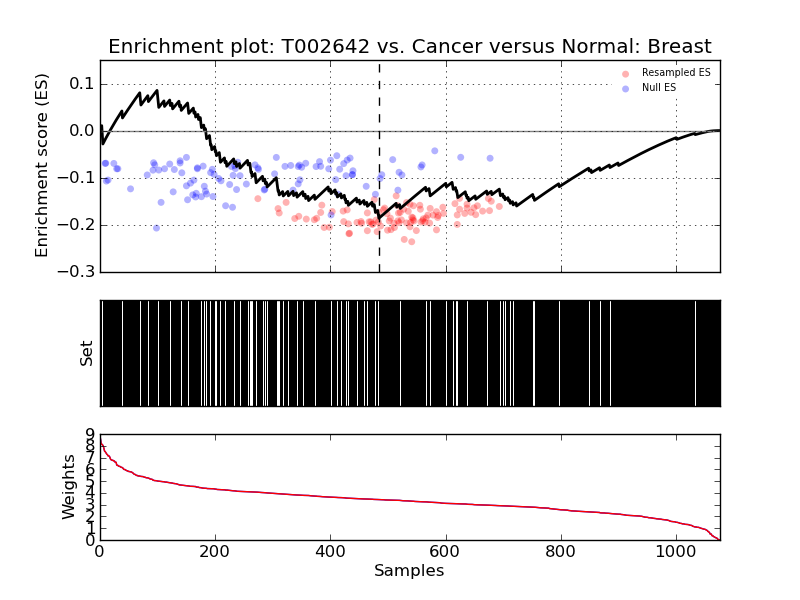 Enrichment plot: T002642 vs. Cancer versus Normal: Breast
Enrichment score (ES)
0.1
0.0
−0.1
−0.2
−0.3
Resampled ES
Null ES
Set
Weights
9
8
7
6
5
4
3
2
1
0
0 200 400 600 800 1000
Samples